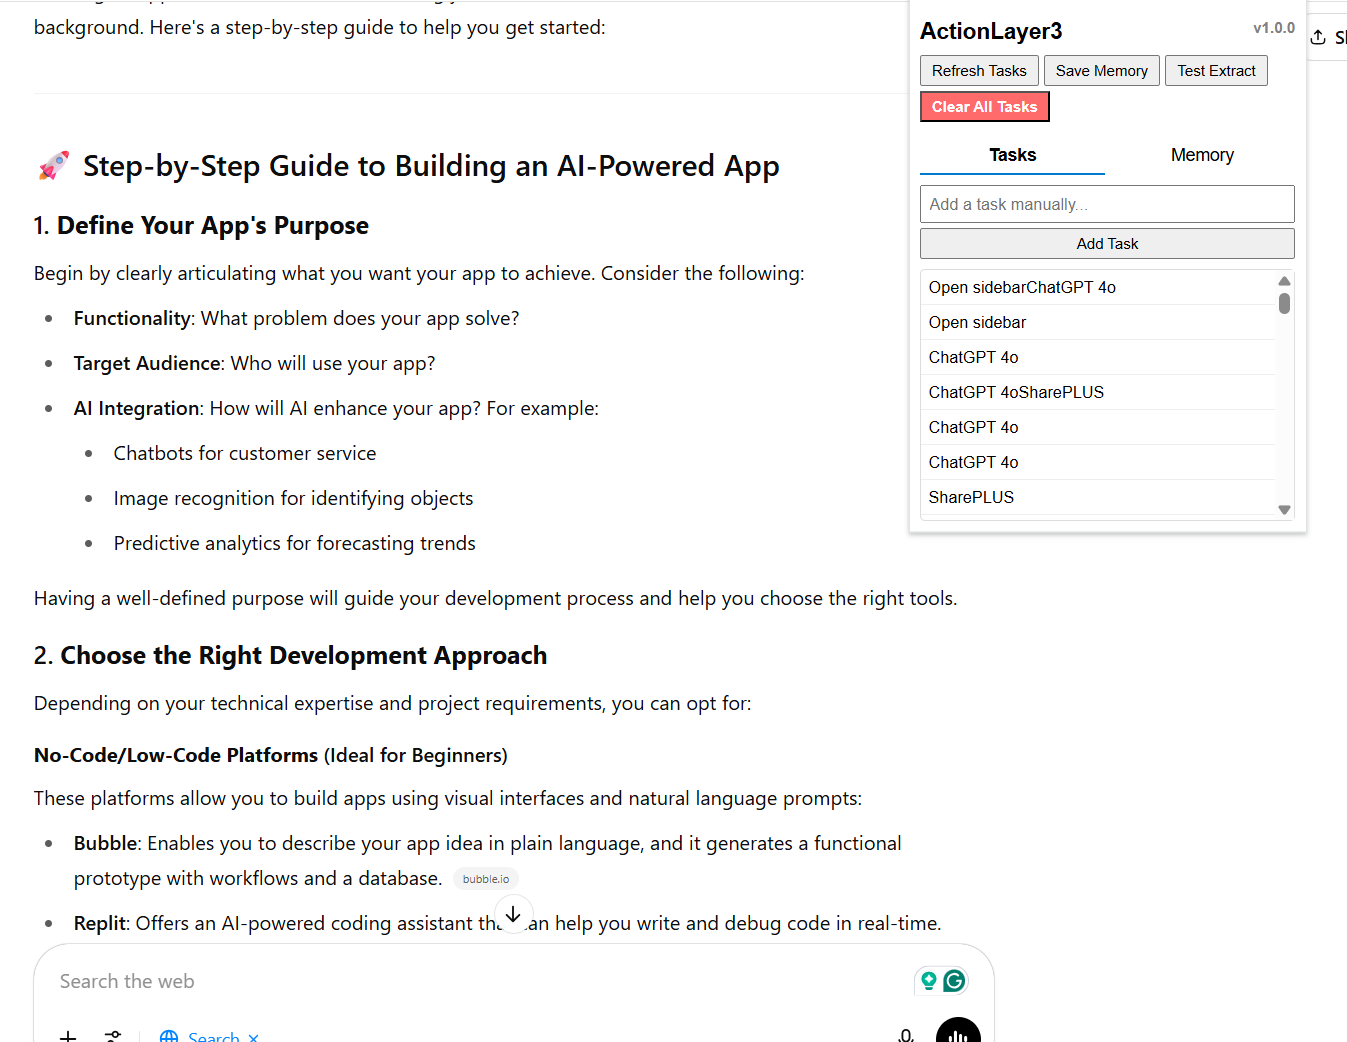 background. Here's a step-by-step guide to help you get started:
🚀 Step-by-Step Guide to Building an AI-Powered App
1. Define Your App's Purpose
Begin by clearly articulating what you want your app to achieve. Consider the following:
• Functionality: What problem does your app solve?
• Target Audience: Who will use your app?
• AI Integration: How will AI enhance your app? For example:
• Chatbots for customer service
• Image recognition for identifying objects
• Predictive analytics for forecasting trends
Having a well-defined purpose will guide your development process and help you choose the right tools.
2. Choose the Right Development Approach
Depending on your technical expertise and project requirements, you can opt for:
No-Code/Low-Code Platforms (Ideal for Beginners)
These platforms allow you to build apps using visual interfaces and natural language prompts:
• Bubble: Enables you to describe your app idea in plain language, and it generates a functional
prototype with workflows and a database. bubble.io
• Replit: Offers an AI-powered coding assistant help you write and debug code in real-time.
Search the web
Search ×
ActionLayer3 v1.0.0
Refresh Tasks Save Memory Test Extract
Clear All Tasks
Tasks Memory
Add a task manually...
Add Task
Open sidebarChatGPT 4o
Open sidebar
ChatGPT 4o
ChatGPT 4oSharePLUS
ChatGPT 4o
ChatGPT 4o
SharePLUS